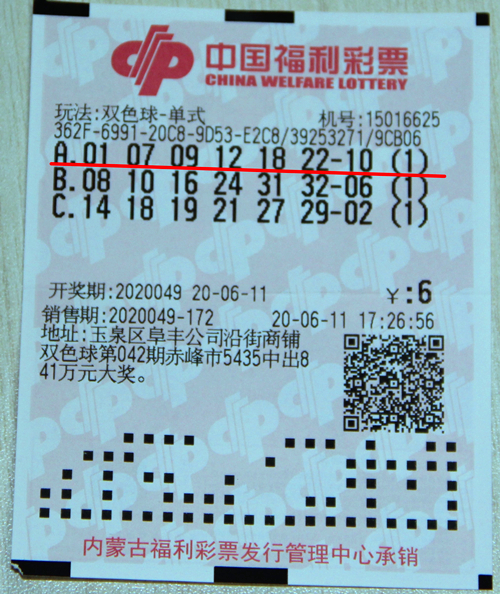 中国福利彩票
CHINA WELFARE LOTTERY
玩法:双色球-单式 机号:15016625
362F-6991-20C8-9D53-E2C8/39253271/9CB06
A.01 07 09 12 18 22-10 (1)
B.08 10 16 24 31 32-06 (1)
C.14 18 19 21 27 29-02 (1)
开奖期:2020049 20-06-11 ¥:6
销售期:2020049-172 20-06-11 17:26:56
地址:玉泉区阜丰公司沿街商铺
双色球第042期赤峰市5435中出8
41万元大奖。
内蒙古福利彩票发行管理中心承销